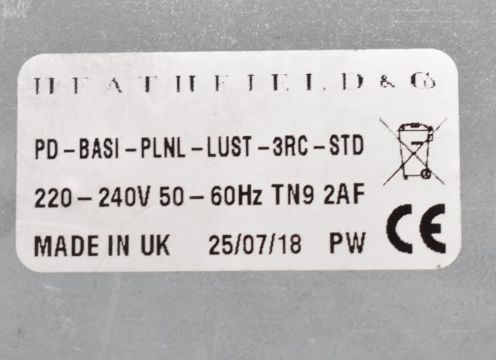 HEATHFIELD & Co
PD-BASI-PLNL-LUST-3RC-STD
220-240V 50-60Hz TN9 2AF
MADE IN UK 25/07/18 PW CE